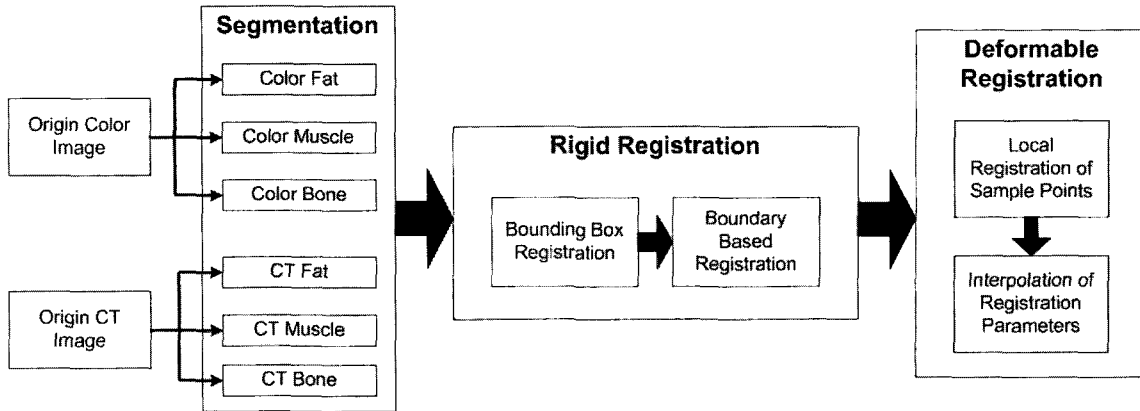 Segmentation
Color Fat
Origin Color
Image
Color Muscle
Color Bone
CT Fat
Origin CT
Image
CT Muscle
CT Bone
Rigid Registration
Bounding Box
Registration
Boundary
Based
Registration
Deformable
Registration
Local
Registration of
Sample Points
Interpolation of
Registration
Parameters